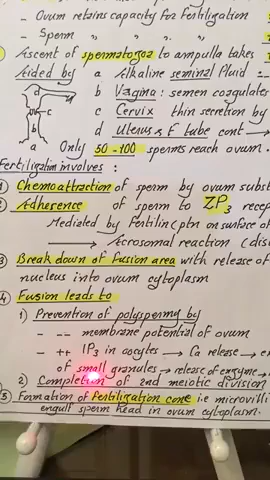 - Ovum retains capacity for Fertiligation
- Sperm " " " "
Ascent of spermatozoa to ampulla takes
Aided by a Alkaline seminal Fluid :-
b Vagina : semen coagulates
c Cervix thin secretion by
d Uterus & F tube cont →
d
c
b
a
Only 50 - 100 sperms reach ovum.
Fertiligation involves :
1) Chemoattraction of sperm by ovum subst
2) Adherence of sperm to ZP3 recep
Mediated by Fertilin (ptn on surface of
→ Acrosomal reaction (dis
3) Break down of fusion area with release of
nucleus into ovum cytoplasm
4) Fusion leads to
1) Prevention of polyspermy by
- -- membrane potential of ovum
- ++ IP3 in oocytes → Ca release → e
of small granules → release of enzyme →
2) Completion of 2nd meiotic division
5) Formation of fertiligation cone i.e microvilli
engulf sperm head in ovum cytoplasm.